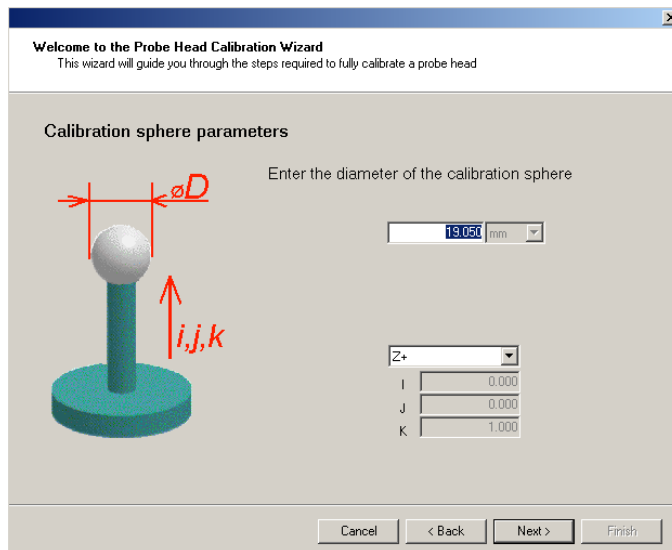 Welcome to the Probe Head Calibration Wizard
This wizard will guide you through the steps required to fully calibrate a probe head
Calibration sphere parameters
Enter the diameter of the calibration sphere
øD
19.050 mm
i,j,k
Z+
I 0.000
J 0.000
K 1.000
Cancel < Back Next > Finish